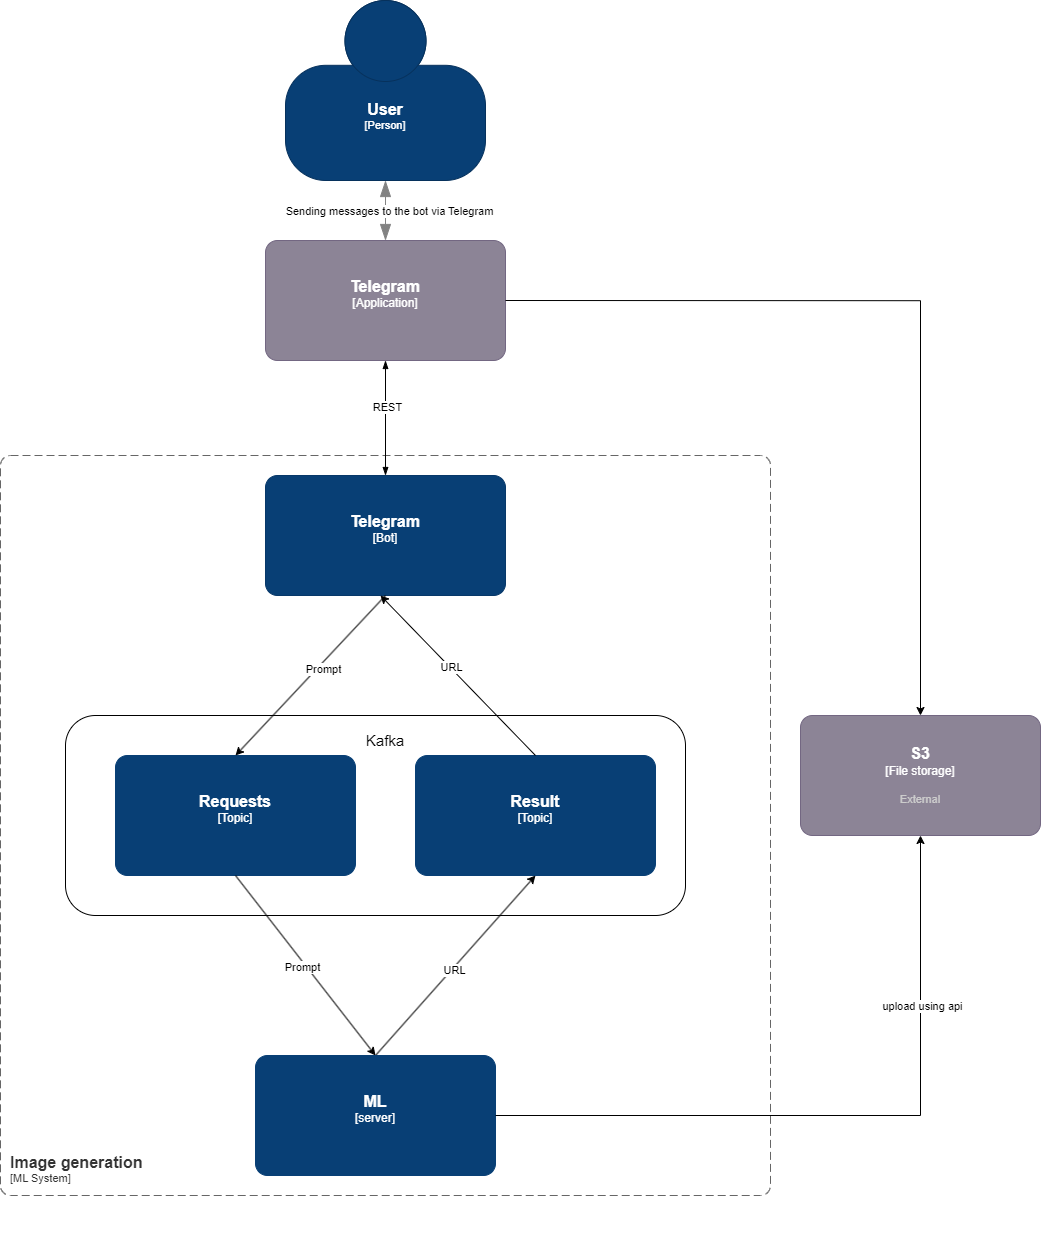 User
[Person]
Sending messages to the bot via Telegram
Telegram
[Application]
REST
Telegram
[Bot]
Prompt
URL
Kafka
Requests
[Topic]
Result
[Topic]
S3
[File storage]
External
Prompt
URL
upload using api
ML
[server]
Image generation
[ML System]